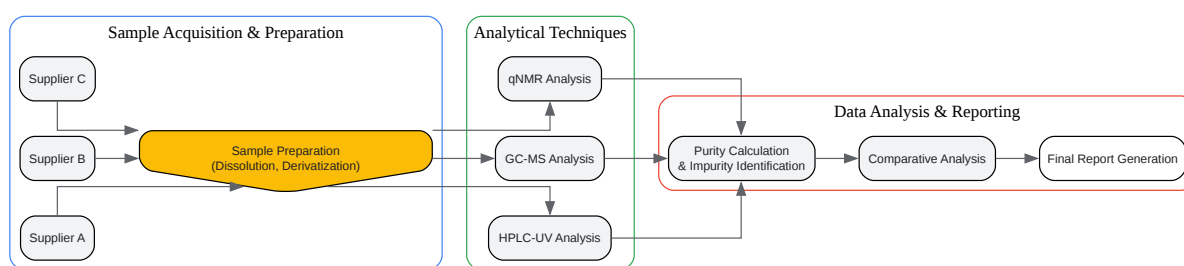 Sample Acquisition & Preparation
Supplier C
Supplier B
Supplier A
Sample Preparation
(Dissolution, Derivatization)
Analytical Techniques
qNMR Analysis
GC-MS Analysis
HPLC-UV Analysis
Data Analysis & Reporting
Purity Calculation
& Impurity Identification
Comparative Analysis
Final Report Generation